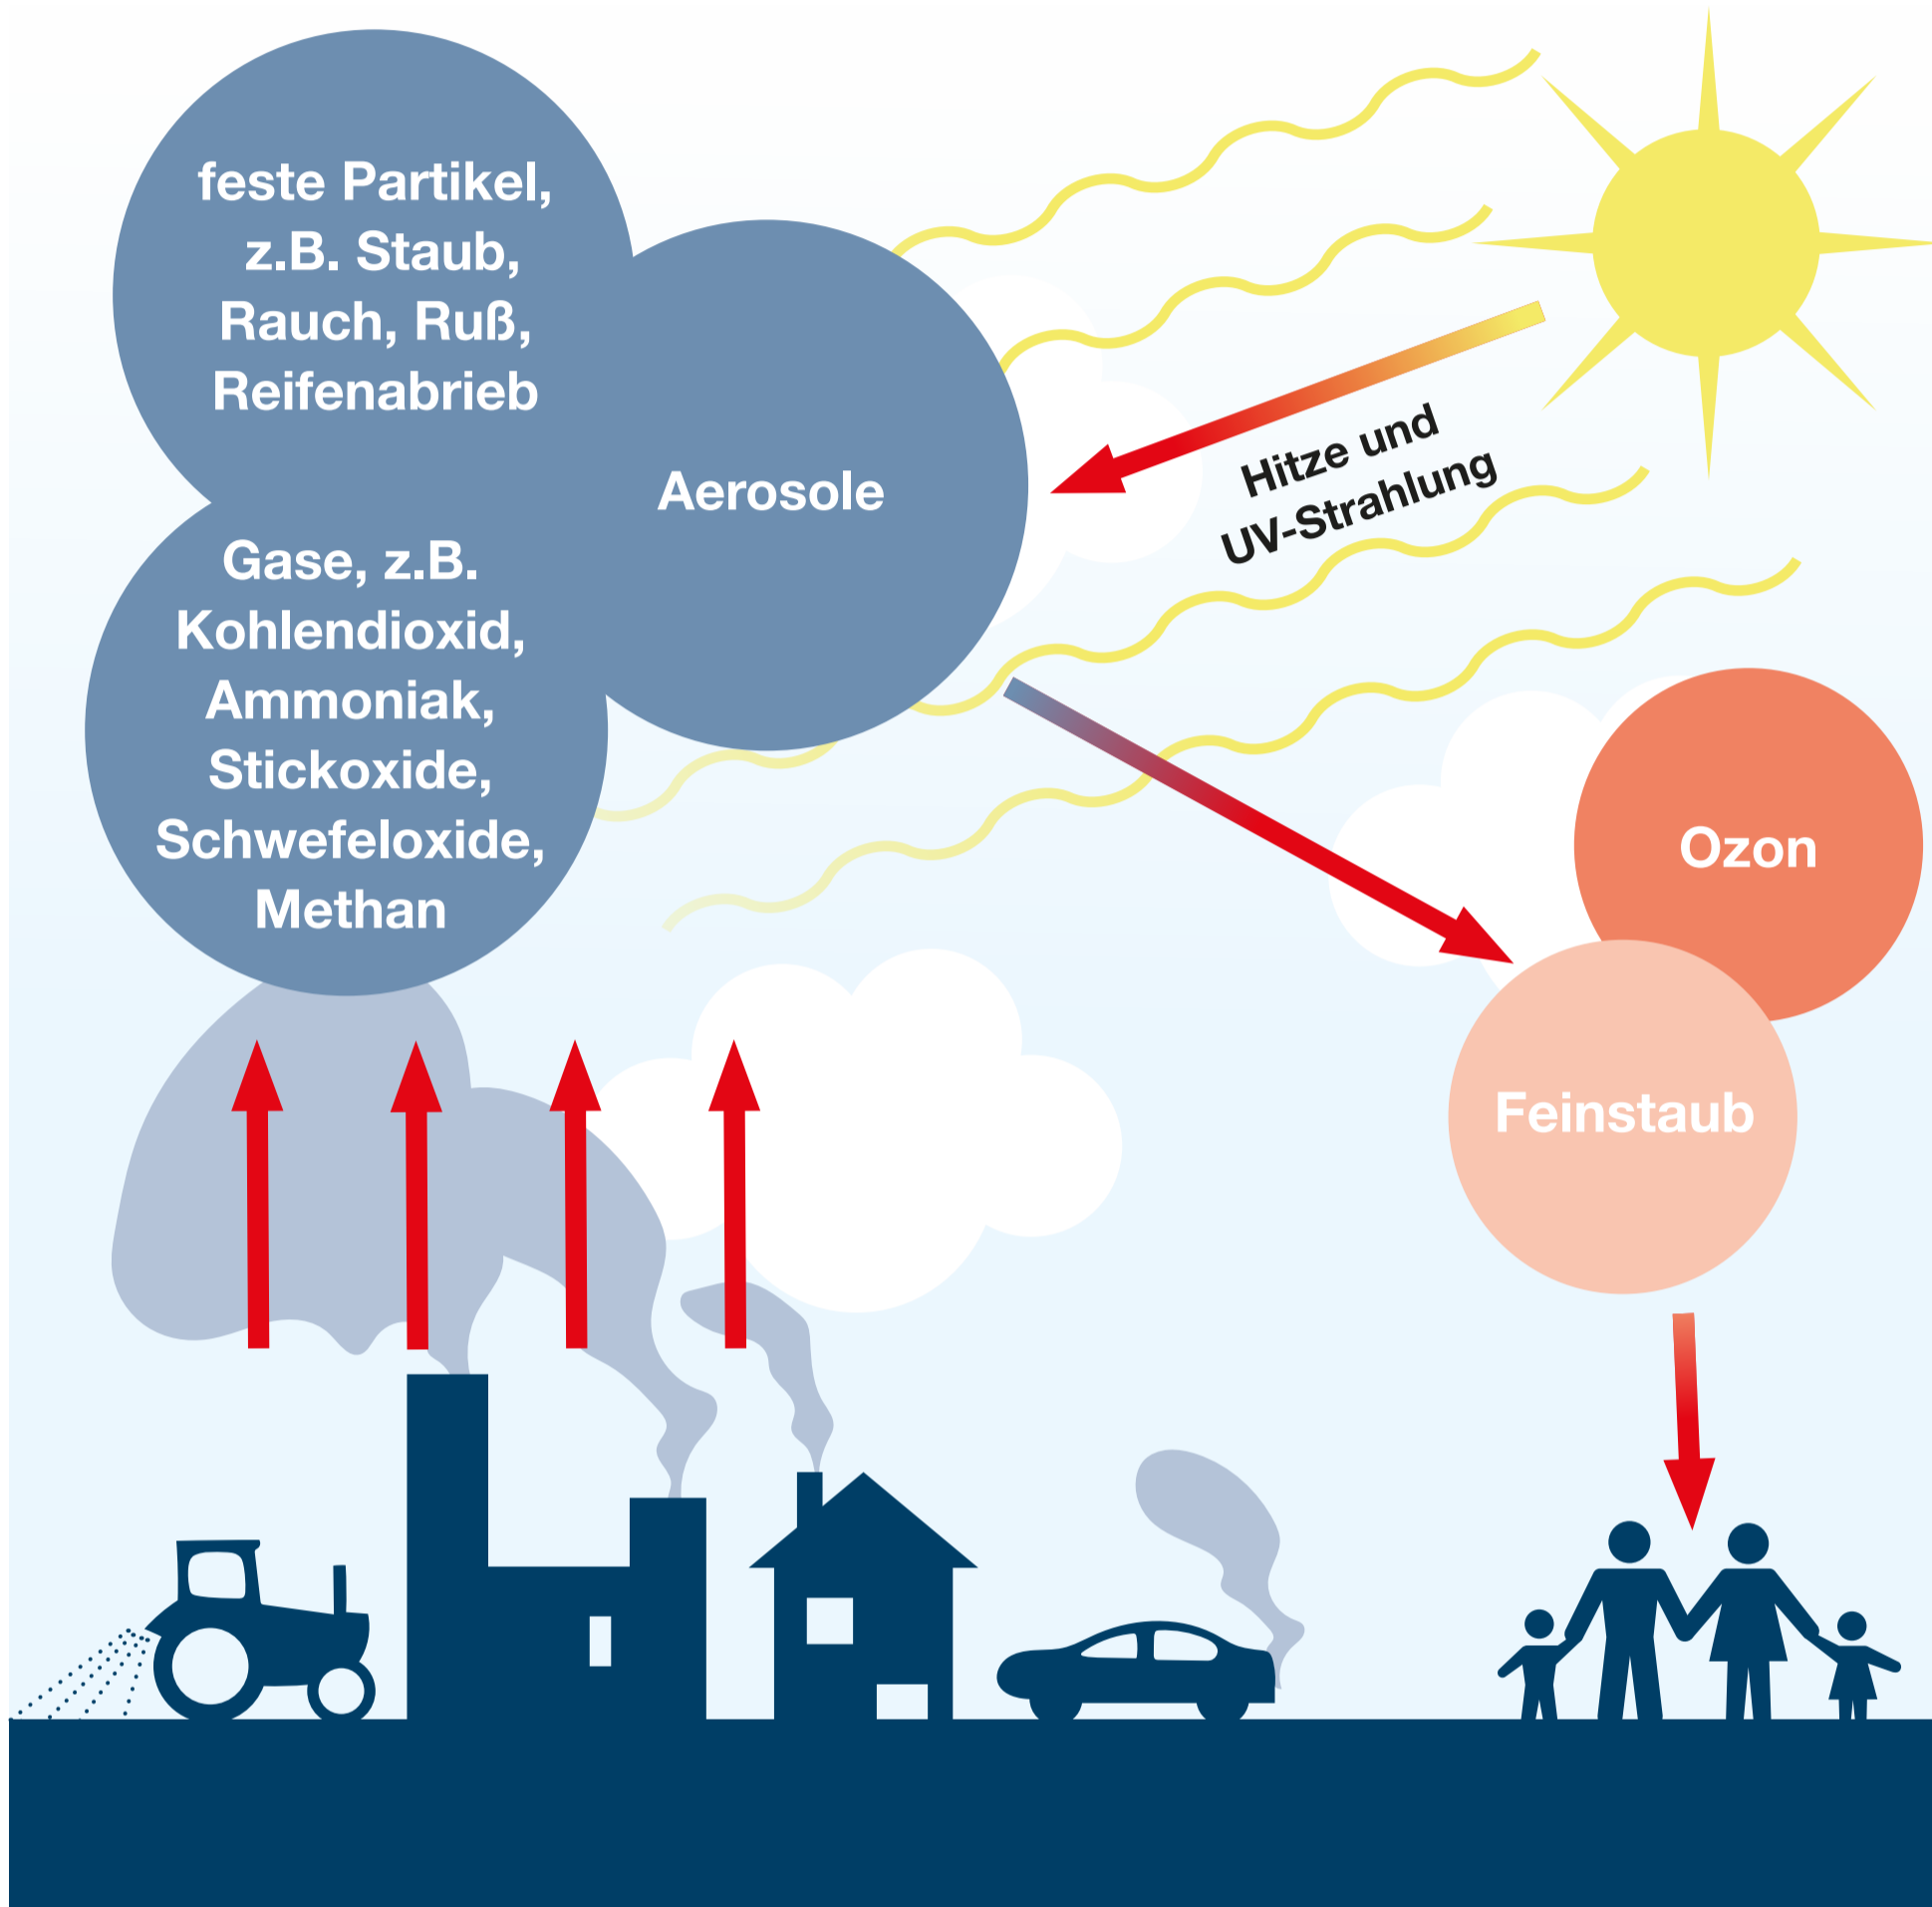 feste Partikel,
z.B. Staub,
Rauch, Ruß,
Reifenabrieb
Aerosole
Gase, z.B.
Kohlendioxid,
Ammoniak,
Stickoxide,
Schwefeloxide,
Methan
Hitze und
UV-Strahlung
Ozon
Feinstaub